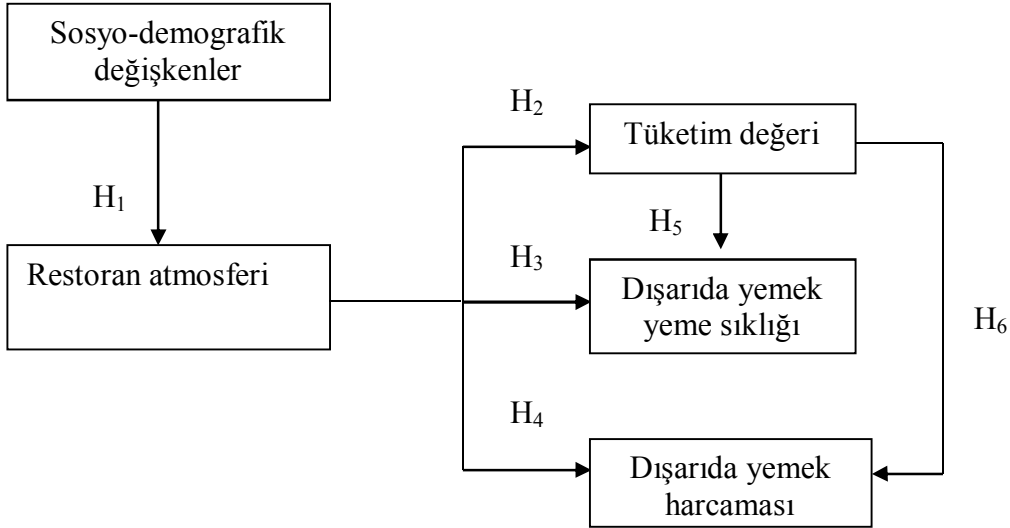 Sosyo-demografik
değişkenler
H₁
Restoran atmosferi
H₂
Tüketim değeri
H₅
H₃
Dışarıda yemek
yeme sıklığı
H₆
H₄
Dışarıda yemek
harcaması